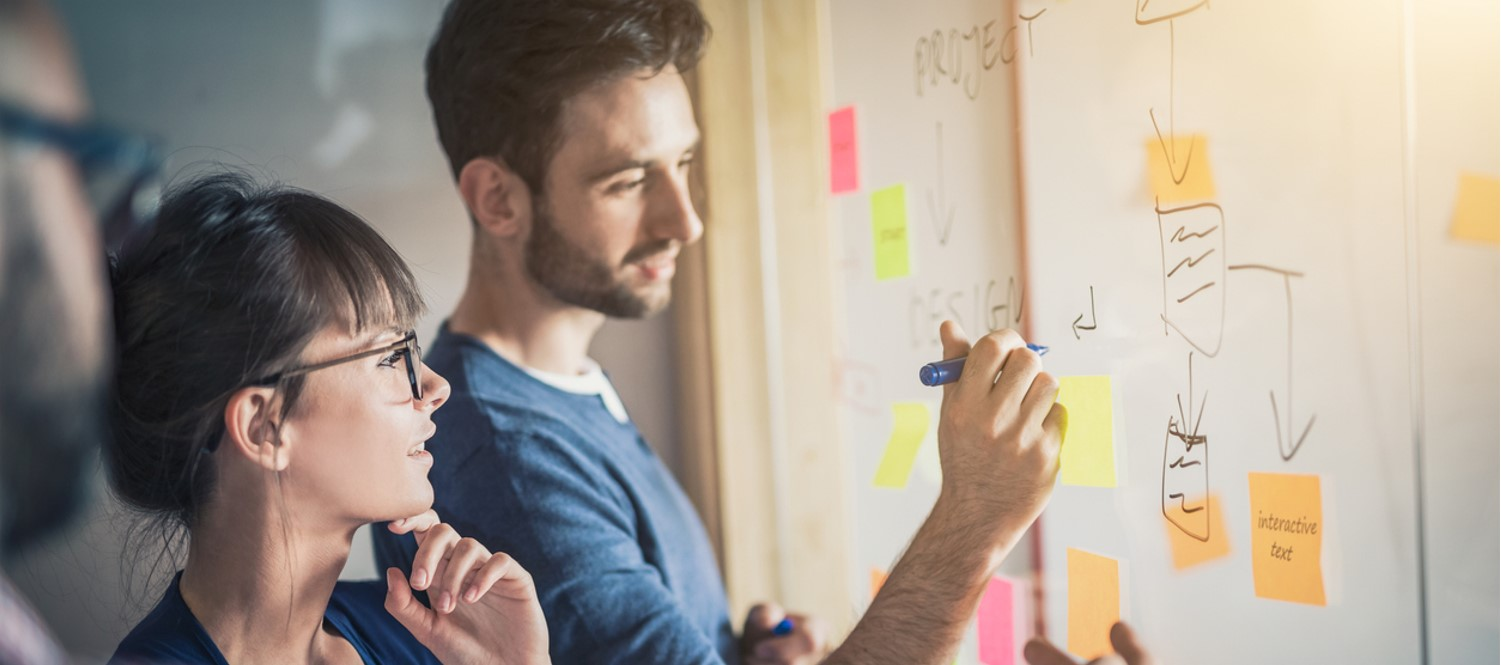 PROJECT
DESIGN
interactive
text